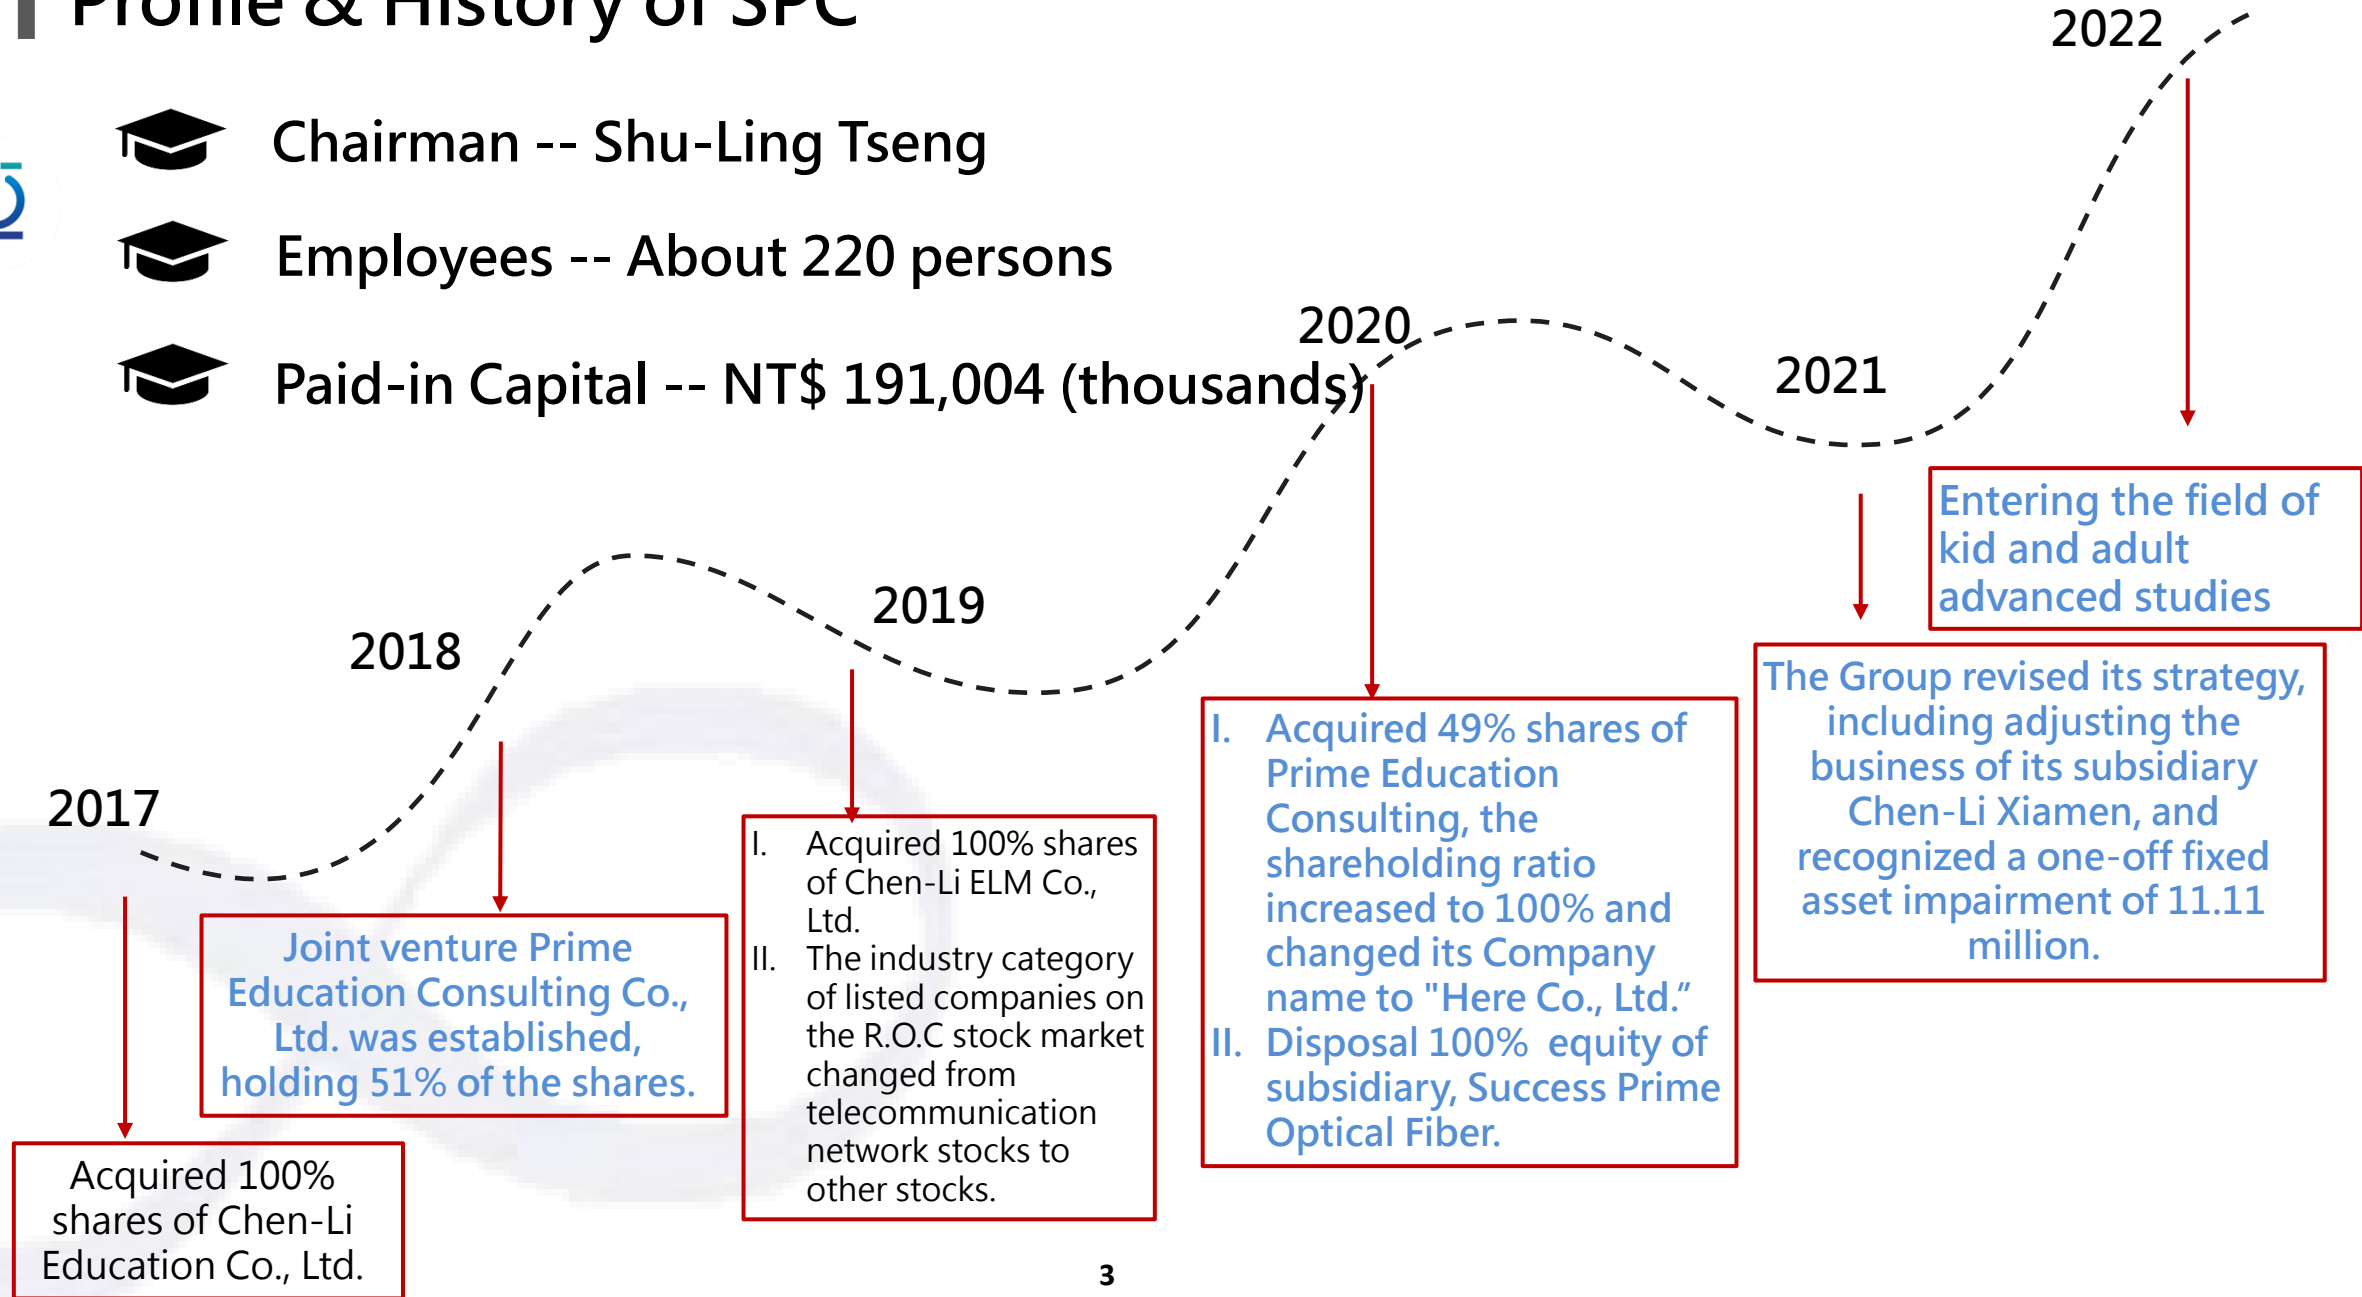 Profile & History of SPC
Chairman -- Shu-Ling Tseng
Employees -- About 220 persons
Paid-in Capital -- NT$ 191,004 (thousands)
2017
Acquired 100%
shares of Chen-Li
Education Co., Ltd.
2018
Joint venture Prime
Education Consulting Co.,
Ltd. was established,
holding 51% of the shares.
2019
I. Acquired 100% shares
of Chen-Li ELM Co.,
Ltd.
II. The industry category
of listed companies on
the R.O.C stock market
changed from
telecommunication
network stocks to
other stocks.
2020
I. Acquired 49% shares of
Prime Education
Consulting, the
shareholding ratio
increased to 100% and
changed its Company
name to "Here Co., Ltd.”
II. Disposal 100% equity of
subsidiary, Success Prime
Optical Fiber.
2021
The Group revised its strategy,
including adjusting the
business of its subsidiary
Chen-Li Xiamen, and
recognized a one-off fixed
asset impairment of 11.11
million.
2022
Entering the field of
kid and adult
advanced studies
3